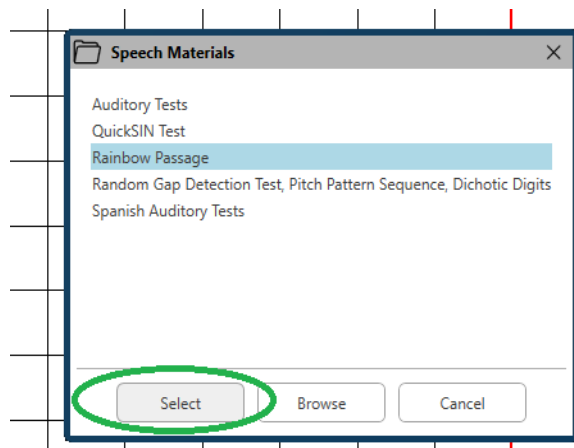 Speech Materials
Auditory Tests
QuickSIN Test
Rainbow Passage
Random Gap Detection Test, Pitch Pattern Sequence, Dichotic Digits
Spanish Auditory Tests
Select Browse Cancel